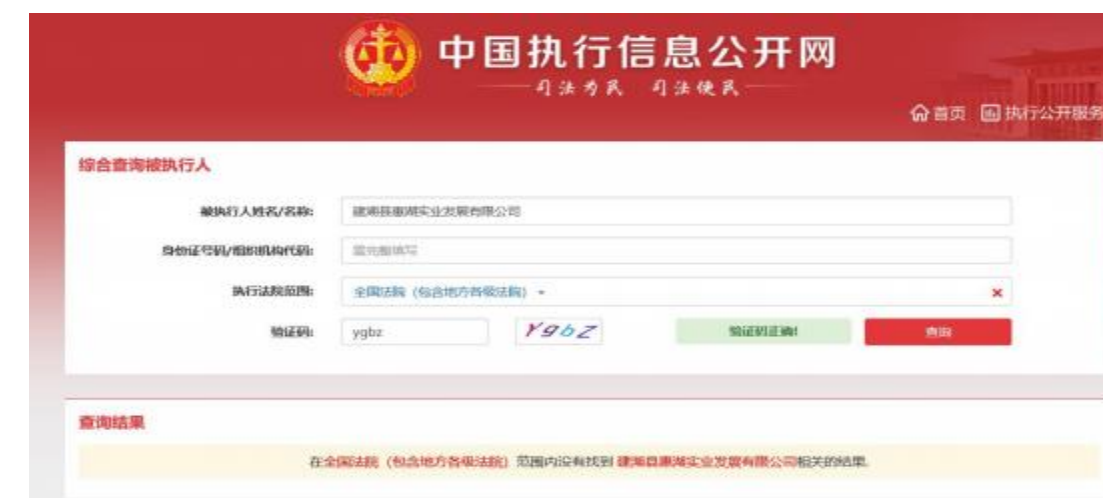 中国执行信息公开网
司法为民 司法便民
首页 执行公开服务
综合查询被执行人
被执行人姓名/名称: 建湖县惠湖实业发展有限公司
身份证号码/组织机构代码: 需完整填写
执行法院范围: 全国法院（包含地方各级法院）
验证码: ygbz YgbZ 验证码正确! 查询
查询结果
在全国法院（包含地方各级法院）范围内没有找到 建湖县惠湖实业发展有限公司相关的结果.